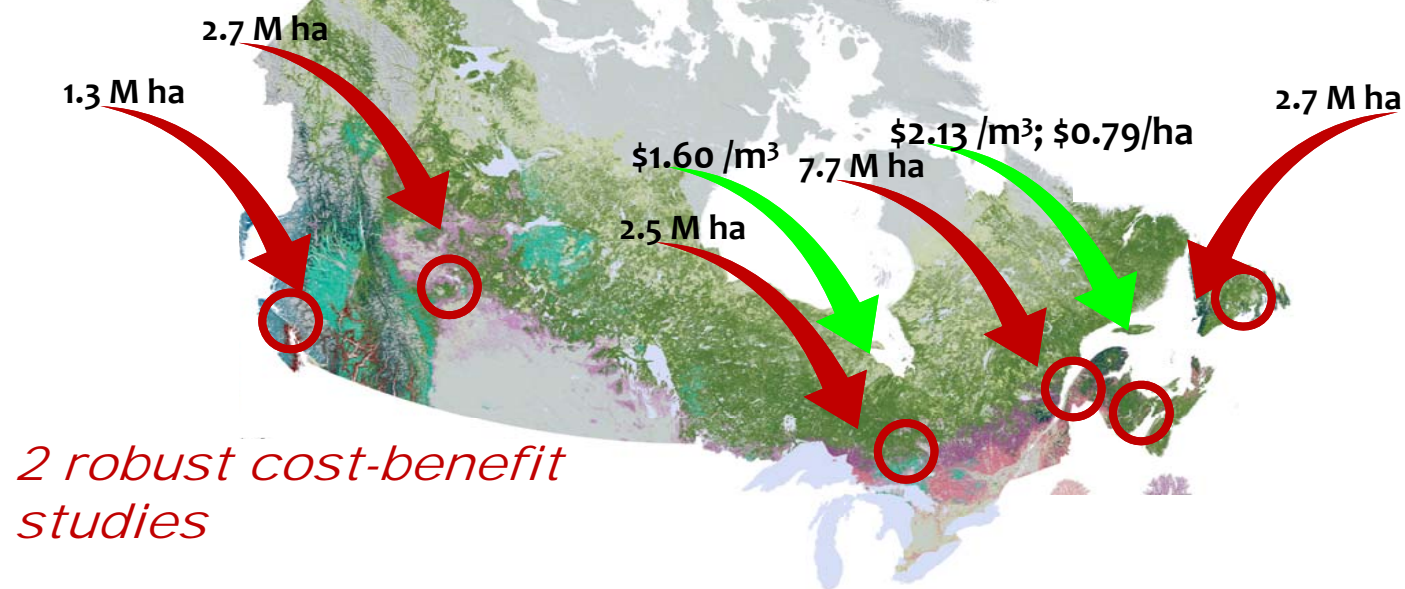 2.7 M ha
1.3 M ha
2.7 M ha
$2.13 /m³; $0.79/ha
$1.60 /m³
7.7 M ha
2.5 M ha
2 robust cost-benefit
studies